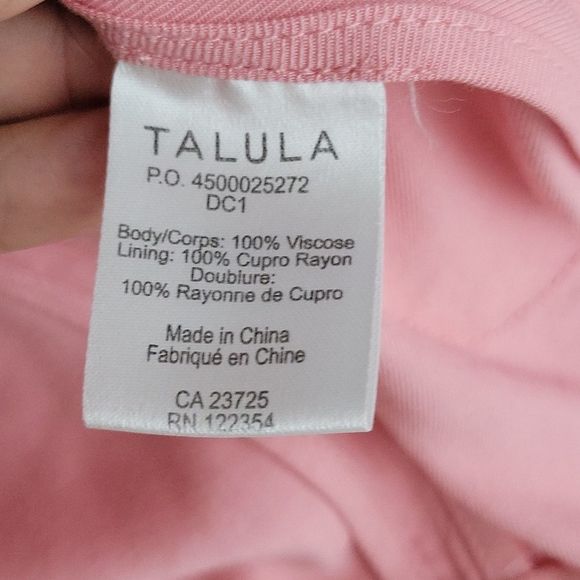 TALULA
P.O. 4500025272
DC1
Body/Corps: 100% Viscose
Lining: 100% Cupro Rayon
Doublure:
100% Rayonne de Cupro
Made in China
Fabriqué en Chine
CA 23725
RN 122354